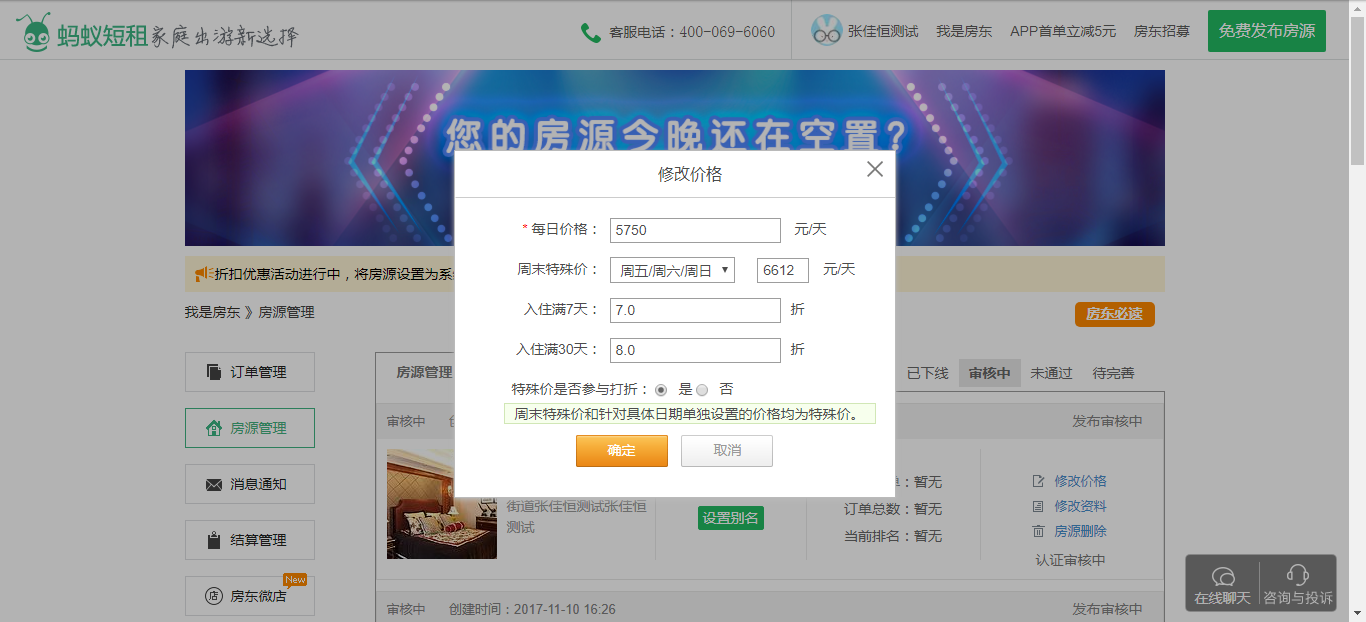 蚂蚁短租 家庭出游新选择
客服电话：400-069-6060
张佳恒测试 我是房东 APP首单立减5元 房东招募 免费发布房源
您的房源今晚还在空置？
修改价格
* 每日价格： 5750 元/天
周末特殊价： 周五/周六/周日 6612 元/天
入住满7天： 7.0 折
入住满30天： 8.0 折
特殊价是否参与打折： 是 否
周末特殊价和针对具体日期单独设置的价格均为特殊价。
确定 取消
折扣优惠活动进行中，将房源设置为系
我是房东 》房源管理
房东必读
订单管理
房源管理
消息通知
结算管理
房东微店
New
店
房源管理 已下线 审核中 未通过 待完善
审核中 发布审核中
街道张佳恒测试张佳恒
测试
设置别名
：暂无
订单总数：暂无
当前排名：暂无
修改价格
修改资料
房源删除
认证审核中
审核中 创建时间：2017-11-10 16:26 发布审核中
在线聊天 咨询与投诉